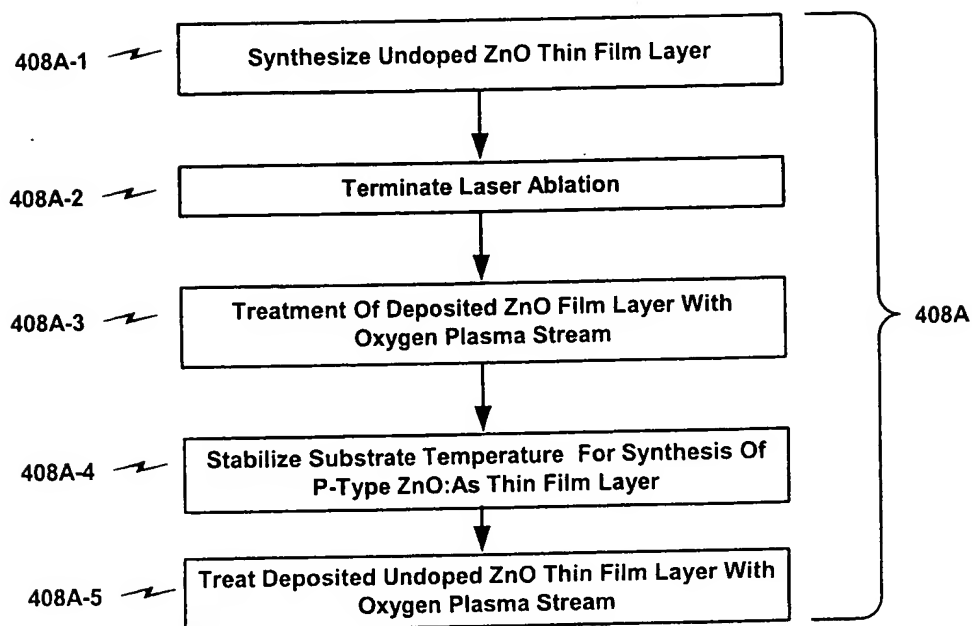 408A-1
Synthesize Undoped ZnO Thin Film Layer
408A-2
Terminate Laser Ablation
408A-3
Treatment Of Deposited ZnO Film Layer With
Oxygen Plasma Stream
408A
408A-4
Stabilize Substrate Temperature For Synthesis Of
P-Type ZnO:As Thin Film Layer
408A-5
Treat Deposited Undoped ZnO Thin Film Layer With
Oxygen Plasma Stream